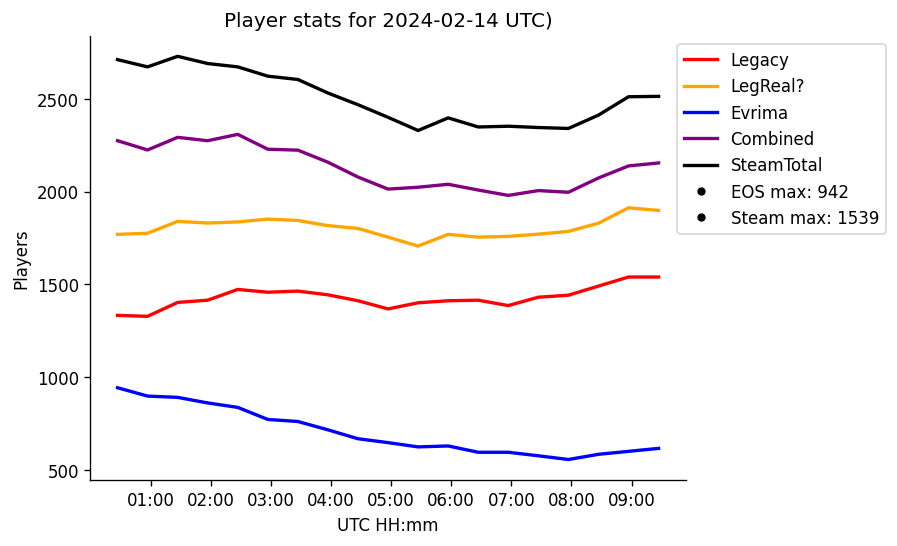 Player stats for 2024-02-14 UTC)
Legacy
LegReal?
Evrima
Combined
SteamTotal
EOS max: 942
Steam max: 1539
Players
2500
2000
1500
1000
500
01:00 02:00 03:00 04:00 05:00 06:00 07:00 08:00 09:00
UTC HH:mm